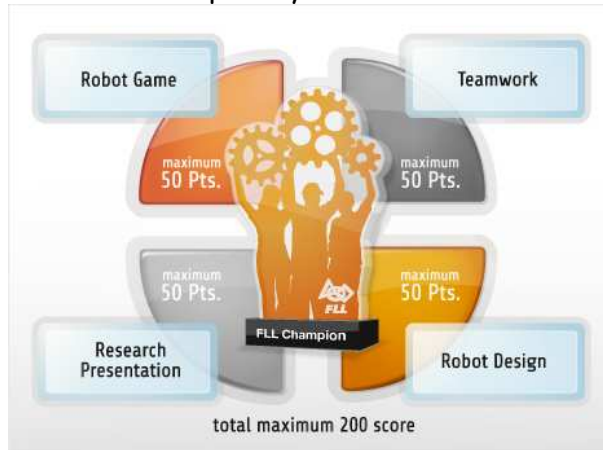 Robot Game
Teamwork
maximum
50 Pts.
maximum
50 Pts.
maximum
50 Pts.
maximum
50 Pts.
FLL
FLL Champion
Research
Presentation
Robot Design
total maximum 200 score